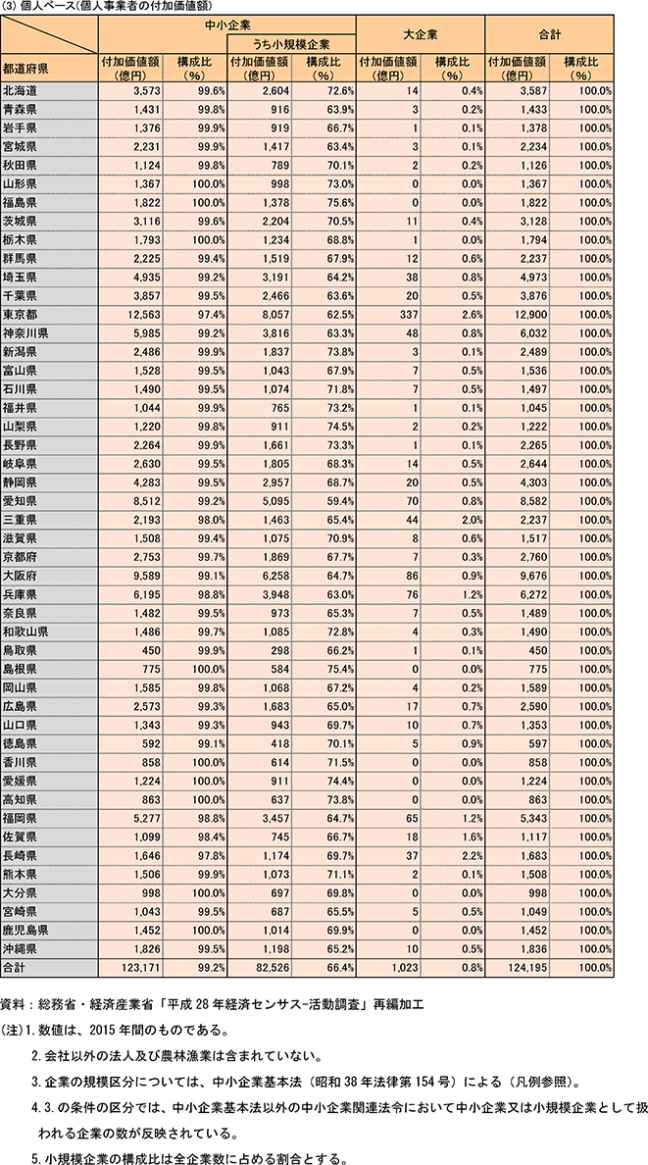 (3) 個人ベース(個人事業者の付加価値額)
中小企業 大企業 合計
うち小規模企業
都道府県 付加価値額(億円) 構成比(%) 付加価値額(億円) 構成比(%) 付加価値額(億円) 構成比(%) 付加価値額(億円) 構成比(%)
北海道 3,573 99.6% 2,604 72.6% 14 0.4% 3,587 100.0%
青森県 1,431 99.8% 916 63.9% 3 0.2% 1,433 100.0%
岩手県 1,376 99.9% 919 66.7% 1 0.1% 1,378 100.0%
宮城県 2,231 99.9% 1,417 63.4% 3 0.1% 2,234 100.0%
秋田県 1,124 99.8% 789 70.1% 2 0.2% 1,126 100.0%
山形県 1,367 100.0% 998 73.0% 0 0.0% 1,367 100.0%
福島県 1,822 100.0% 1,378 75.6% 0 0.0% 1,822 100.0%
茨城県 3,116 99.6% 2,204 70.5% 11 0.4% 3,128 100.0%
栃木県 1,793 100.0% 1,234 68.8% 1 0.0% 1,794 100.0%
群馬県 2,225 99.4% 1,519 67.9% 12 0.6% 2,237 100.0%
埼玉県 4,935 99.2% 3,191 64.2% 38 0.8% 4,973 100.0%
千葉県 3,857 99.5% 2,466 63.6% 20 0.5% 3,876 100.0%
東京都 12,563 97.4% 8,057 62.5% 337 2.6% 12,900 100.0%
神奈川県 5,985 99.2% 3,816 63.3% 48 0.8% 6,032 100.0%
新潟県 2,486 99.9% 1,837 73.8% 3 0.1% 2,489 100.0%
富山県 1,528 99.5% 1,043 67.9% 7 0.5% 1,536 100.0%
石川県 1,490 99.5% 1,074 71.8% 7 0.5% 1,497 100.0%
福井県 1,044 99.9% 765 73.2% 1 0.1% 1,045 100.0%
山梨県 1,220 99.8% 911 74.5% 2 0.2% 1,222 100.0%
長野県 2,264 99.9% 1,661 73.3% 1 0.1% 2,265 100.0%
岐阜県 2,630 99.5% 1,805 68.3% 14 0.5% 2,644 100.0%
静岡県 4,283 99.5% 2,957 68.7% 20 0.5% 4,303 100.0%
愛知県 8,512 99.2% 5,095 59.4% 70 0.8% 8,582 100.0%
三重県 2,193 98.0% 1,463 65.4% 44 2.0% 2,237 100.0%
滋賀県 1,508 99.4% 1,075 70.9% 8 0.6% 1,517 100.0%
京都府 2,753 99.7% 1,869 67.7% 7 0.3% 2,760 100.0%
大阪府 9,589 99.1% 6,258 64.7% 86 0.9% 9,676 100.0%
兵庫県 6,195 98.8% 3,948 63.0% 76 1.2% 6,272 100.0%
奈良県 1,482 99.5% 973 65.3% 7 0.5% 1,489 100.0%
和歌山県 1,486 99.7% 1,085 72.8% 4 0.3% 1,490 100.0%
鳥取県 450 99.9% 298 66.2% 1 0.1% 450 100.0%
島根県 775 100.0% 584 75.4% 0 0.0% 775 100.0%
岡山県 1,585 99.8% 1,068 67.2% 4 0.2% 1,589 100.0%
広島県 2,573 99.3% 1,683 65.0% 17 0.7% 2,590 100.0%
山口県 1,343 99.3% 943 69.7% 10 0.7% 1,353 100.0%
徳島県 592 99.1% 418 70.1% 5 0.9% 597 100.0%
香川県 858 100.0% 614 71.5% 0 0.0% 858 100.0%
愛媛県 1,224 100.0% 911 74.4% 0 0.0% 1,224 100.0%
高知県 863 100.0% 637 73.8% 0 0.0% 863 100.0%
福岡県 5,277 98.8% 3,457 64.7% 65 1.2% 5,343 100.0%
佐賀県 1,099 98.4% 745 66.7% 18 1.6% 1,117 100.0%
長崎県 1,646 97.8% 1,174 69.7% 37 2.2% 1,683 100.0%
熊本県 1,506 99.9% 1,073 71.1% 2 0.1% 1,508 100.0%
大分県 998 100.0% 697 69.8% 0 0.0% 998 100.0%
宮崎県 1,043 99.5% 687 65.5% 5 0.5% 1,049 100.0%
鹿児島県 1,452 100.0% 1,014 69.9% 0 0.0% 1,452 100.0%
沖縄県 1,826 99.5% 1,198 65.2% 10 0.5% 1,836 100.0%
合計 123,171 99.2% 82,526 66.4% 1,023 0.8% 124,195 100.0%
資料：総務省・経済産業省「平成28年経済センサス-活動調査」再編加工
(注)1.数値は、2015年間のものである。
2.会社以外の法人及び農林漁業は含まれていない。
3.企業の規模区分については、中小企業基本法（昭和38年法律第154号）による（凡例参照）。
4.3.の条件の区分では、中小企業基本法以外の中小企業関連法令において中小企業又は小規模企業として扱
われる企業の数が反映されている。
5.小規模企業の構成比は全企業数に占める割合とする。